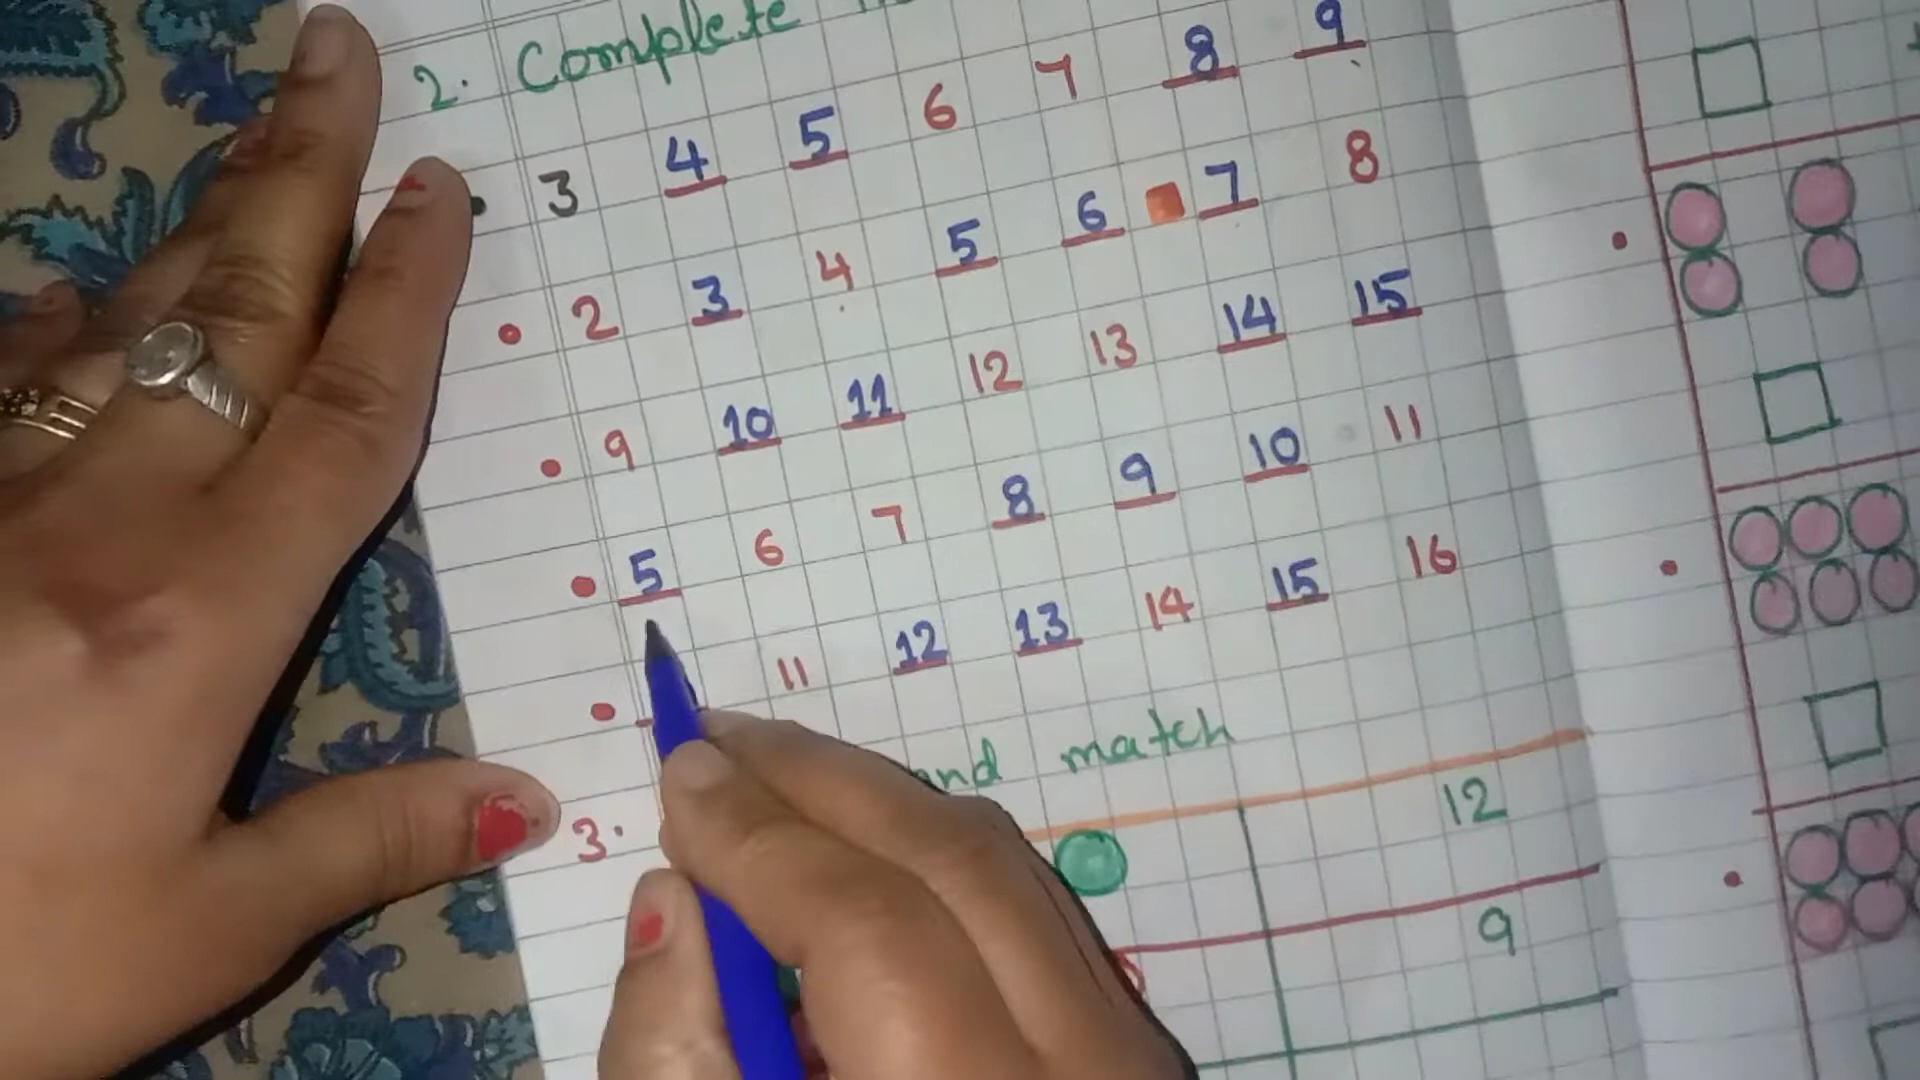 2. Complete
3 4 5 6 7 8 9
2 3 4 5 6 7 8
9 10 11 12 13 14 15
5 6 7 8 9 10 11
11 12 13 14 15 16
3. and match
12
9